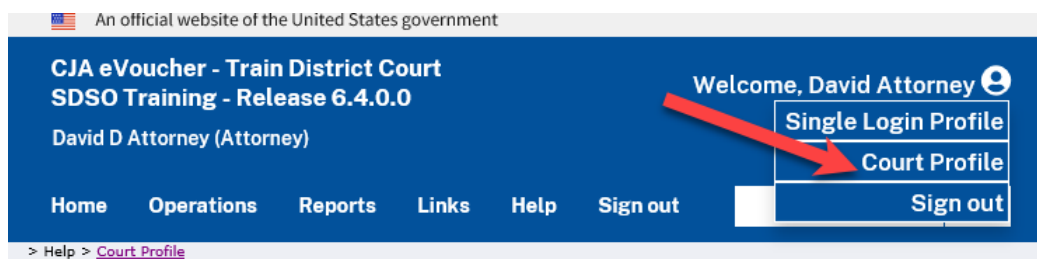 An official website of the United States government
CJA eVoucher - Train District Court
SDSO Training - Release 6.4.0.0
David D Attorney (Attorney)
Welcome, David Attorney
Single Login Profile
Court Profile
Sign out
Home Operations Reports Links Help Sign out
> Help > Court Profile